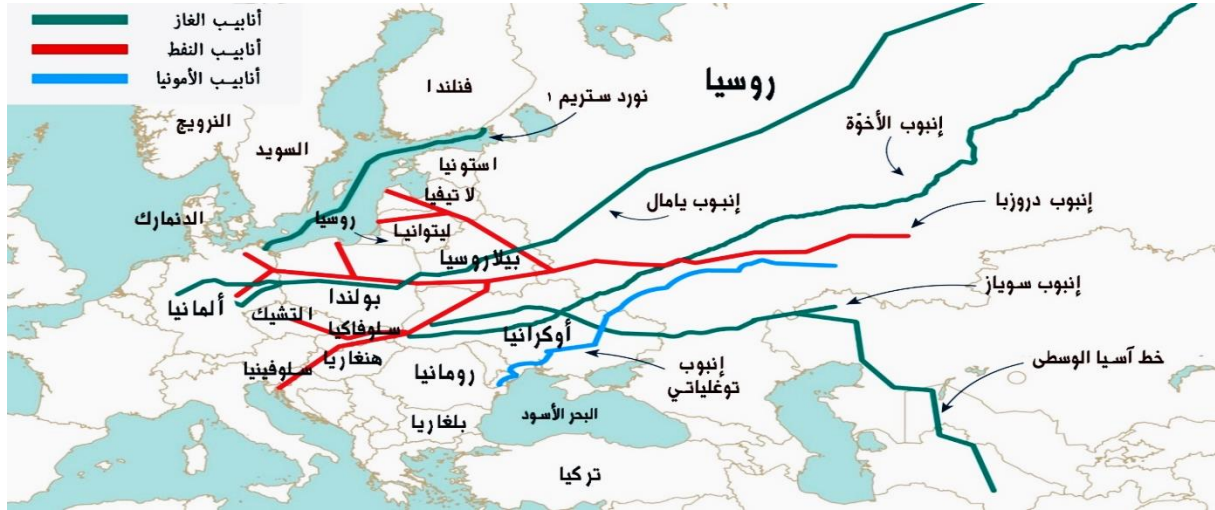 أنابيب الغاز
أنابيب النفط
أنابيب الأمونيا
روسيا
فنلندا
نورد ستريم ١
النرويج
السويد
إنبوب الأخوّة
استونيا
لاتيفيا
إنبوب يامال
إنبوب دروزبا
الدنمارك
روسيا
ليتوانيا
بيلاروسيا
إنبوب سوياز
بولندا
ألمانيا
التشيك
سلوفاكيا
أوكرانيا
هنغاريا
خط آسيا الوسطى
سلوفينيا
رومانيا
إنبوب
توغلياتي
البحر الأسود
بلغاريا
تركيا